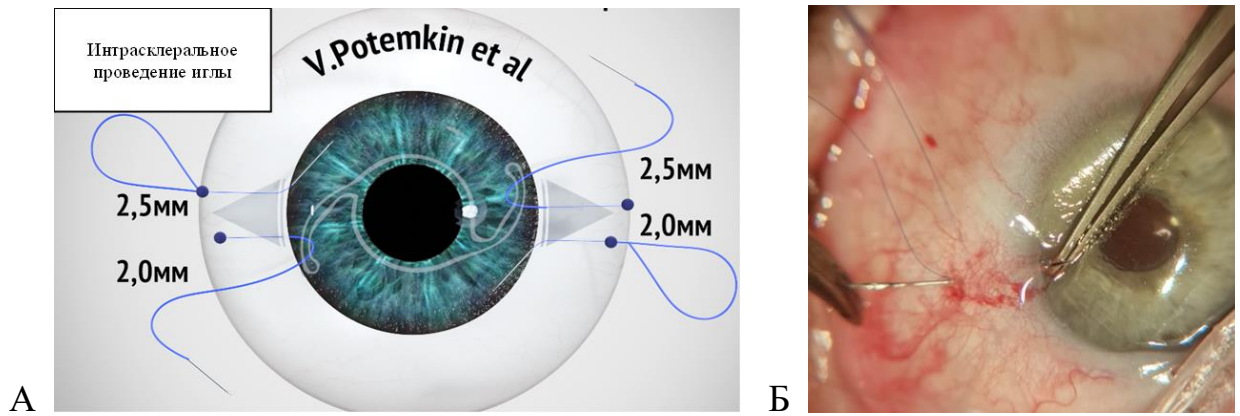 Интрасклеральное
проведение иглы
V.Potemkin et al
2,5мм
2,0мм
2,5мм
2,0мм
А
Б